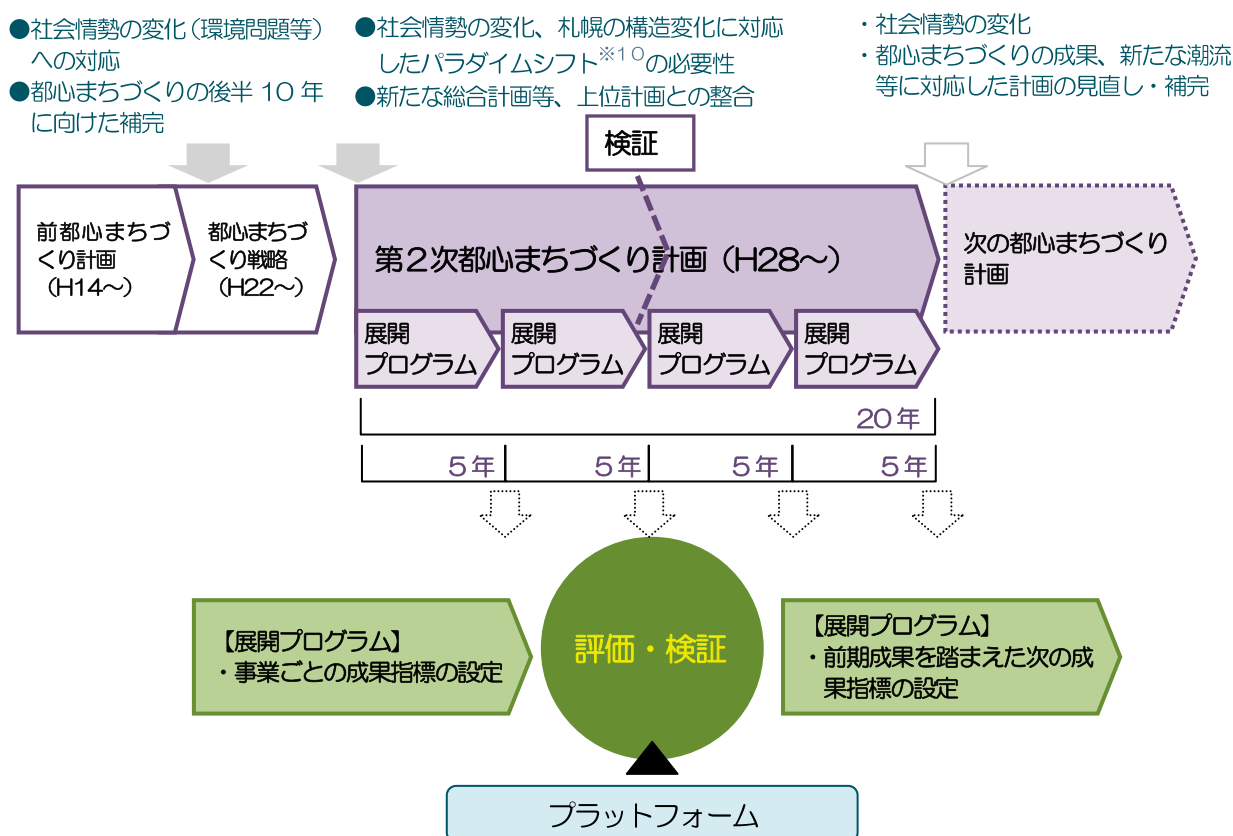 ●社会情勢の変化(環境問題等)
への対応
●都心まちづくりの後半 10 年
に向けた補完
●社会情勢の変化、札幌の構造変化に対応
したパラダイムシフト※10の必要性
●新たな総合計画等、上位計画との整合
・社会情勢の変化
・都心まちづくりの成果、新たな潮流
等に対応した計画の見直し・補完
検証
前都心まちづ
くり計画
(H14～)
都心まちづ
くり戦略
(H22～)
第2次都心まちづくり計画(H28～)
次の都心まちづくり
計画
展開
プログラム
展開
プログラム
展開
プログラム
展開
プログラム
20年
5年
5年
5年
5年
【展開プログラム】
・事業ごとの成果指標の設定
評価・検証
【展開プログラム】
・前期成果を踏まえた次の成
果指標の設定
プラットフォーム